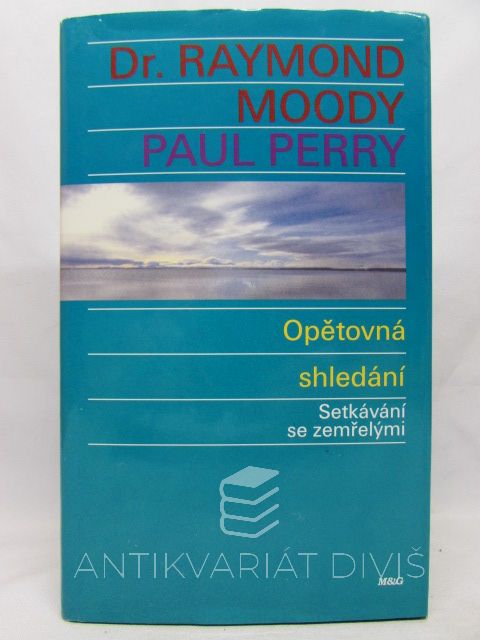 Dr. RAYMOND
MOODY
PAUL PERRY
Opětovná
shledání
Setkávání
se zemřelými
ANTIKVARIÁT DIVIŠ
M&G